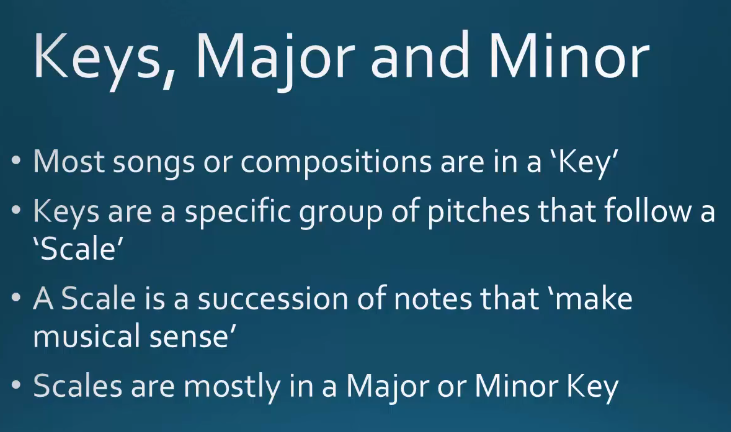 Keys, Major and Minor
• Most songs or compositions are in a ‘Key’
• Keys are a specific group of pitches that follow a
‘Scale’
• A Scale is a succession of notes that ‘make
musical sense’
• Scales are mostly in a Major or Minor Key